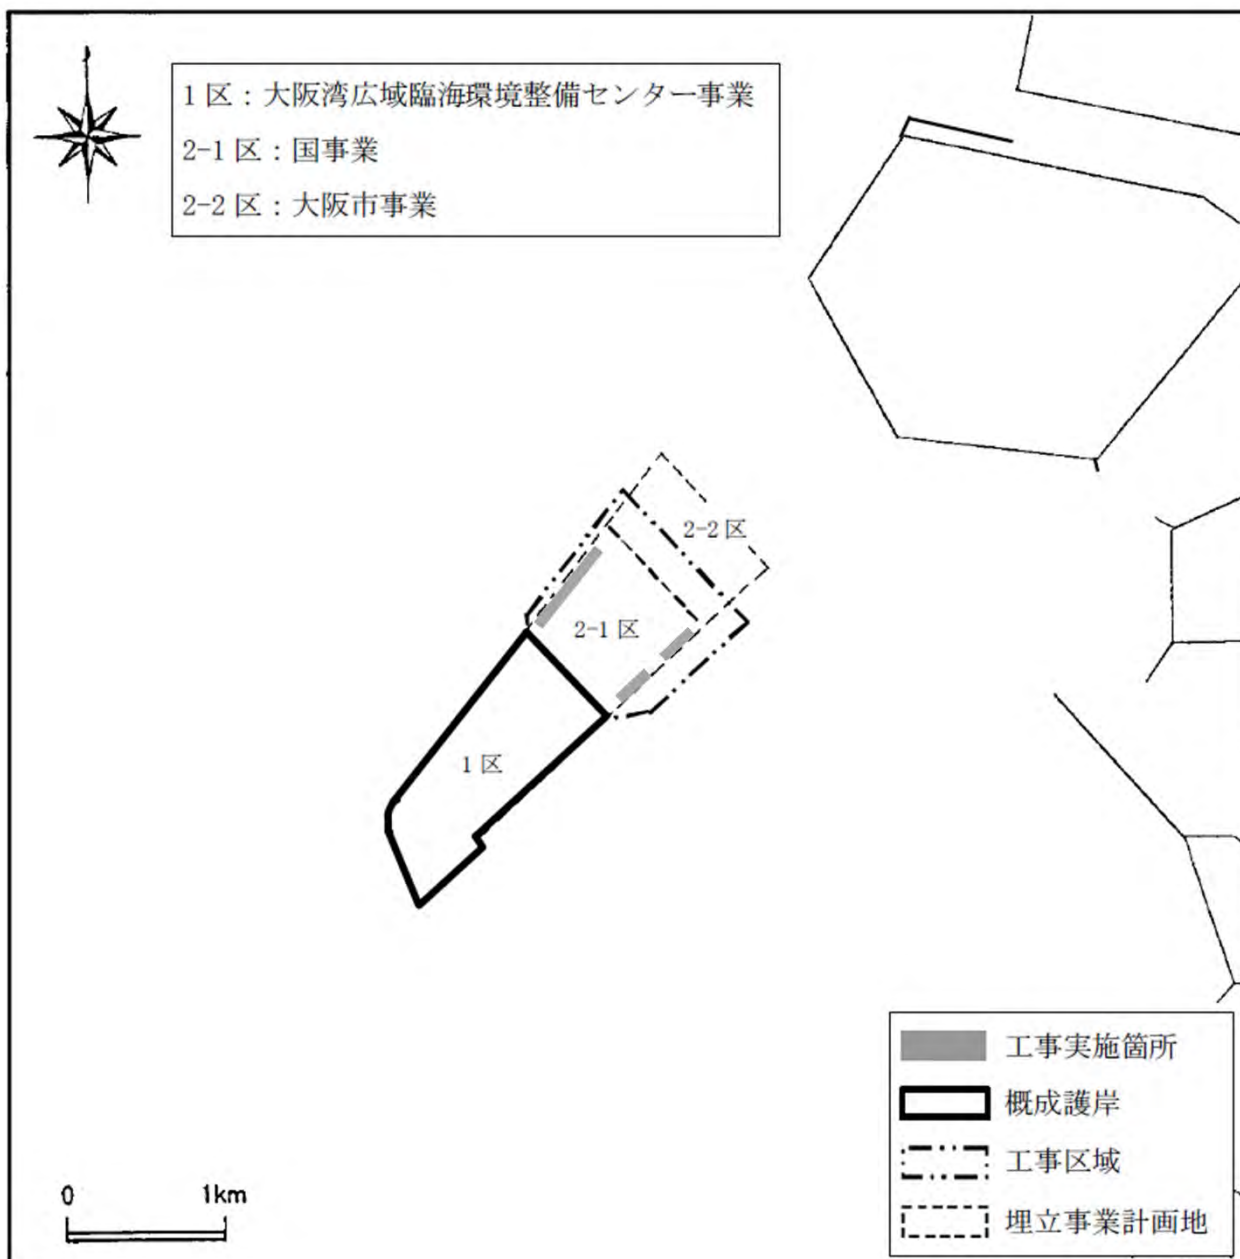 1 区：大阪湾広域臨海環境整備センター事業
2-1 区：国事業
2-2 区：大阪市事業
2-2 区
2-1 区
1 区
工事実施箇所
概成護岸
工事区域
埋立事業計画地
0 1km